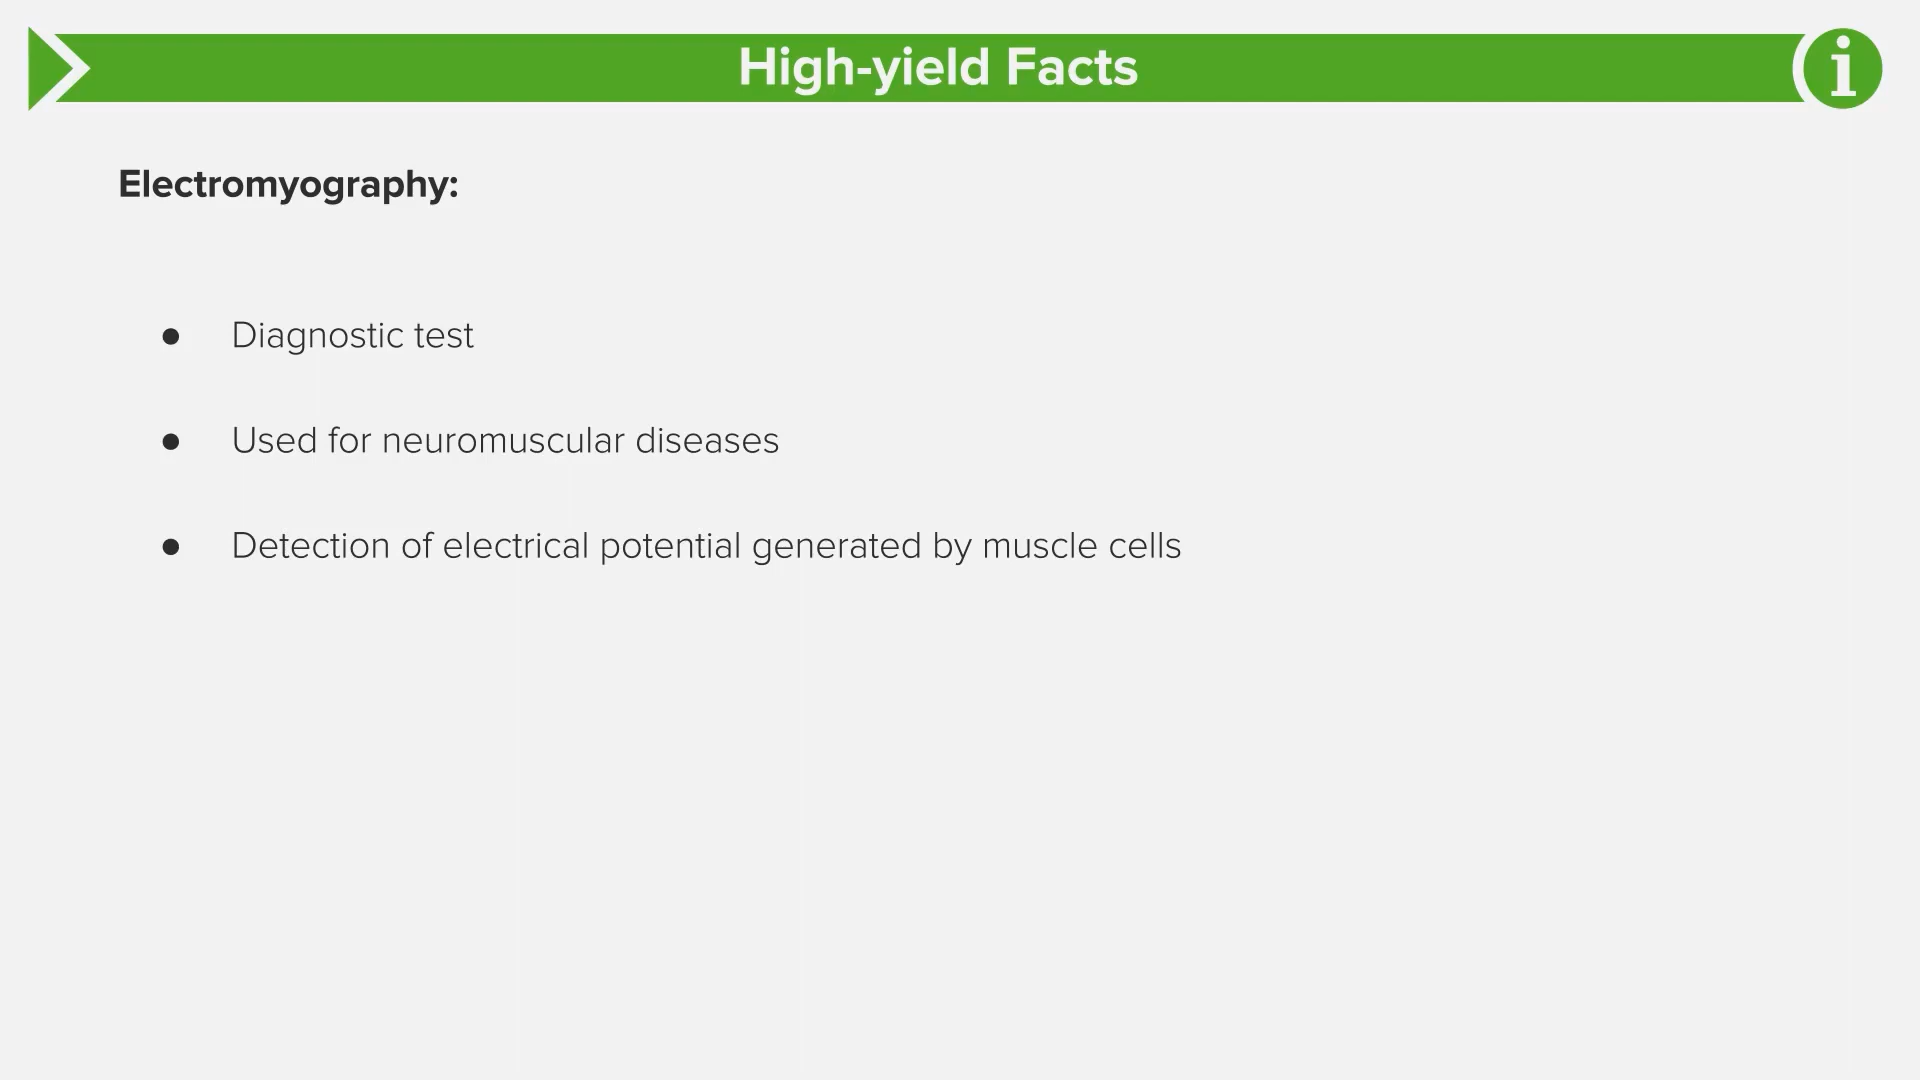 High-yield Facts
i
Electromyography:
● Diagnostic test
● Used for neuromuscular diseases
● Detection of electrical potential generated by muscle cells